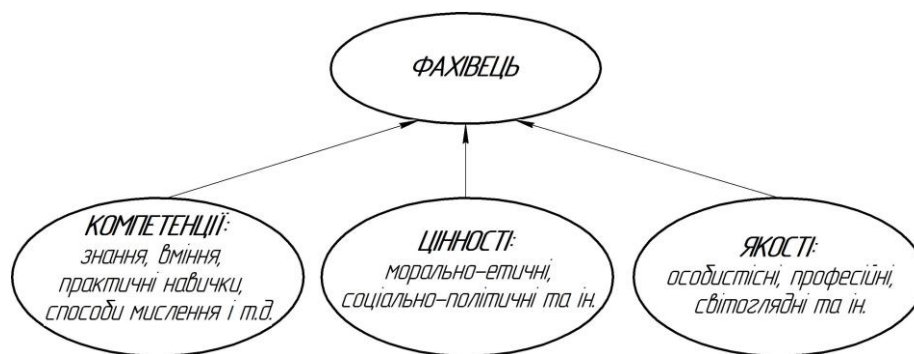 ФАХІВЕЦЬ
КОМПЕТЕНЦІЇ:
знання, вміння,
практичні навички,
способи мислення і т.д.
ЦІННОСТІ:
морально-етичні,
соціально-політичні та ін.
ЯКОСТІ:
особистісні, професійні,
світоглядні та ін.